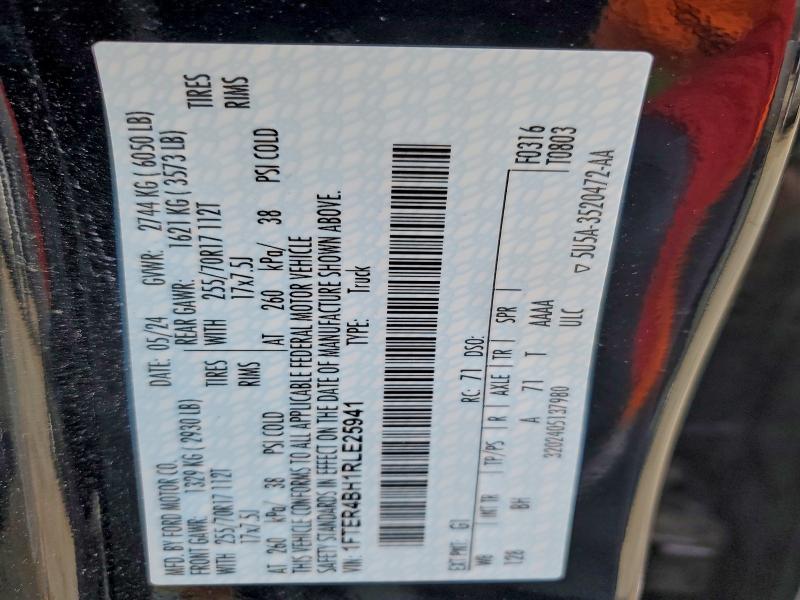 MFD. BY FORD MOTOR CO.
DATE: 05/24 GVWR: 2744 KG ( 6050 LB)
FRONT GAWR: 1329 KG ( 2930 LB) REAR GAWR: 1621 KG ( 3573 LB)
WITH 255/70R17 112T TIRES WITH 255/70R17 112T TIRES
17x7.5J RIMS 17x7.5J RIMS
AT 260 kPa/ 38 PSI COLD AT 260 kPa/ 38 PSI COLD
THIS VEHICLE CONFORMS TO ALL APPLICABLE FEDERAL MOTOR VEHICLE
SAFETY STANDARDS IN EFFECT ON THE DATE OF MANUFACTURE SHOWN ABOVE.
VIN: 1FTER4BH1RLE25941 TYPE: Truck
F0316
EXT PNT: G1 RC: 71 DSO: T0803
WB INT TR TP/PS R AXLE TR SPR
128 BH A 71 T AAAA
ULC
3202405137980 ▽ 5U5A-3520472-AA